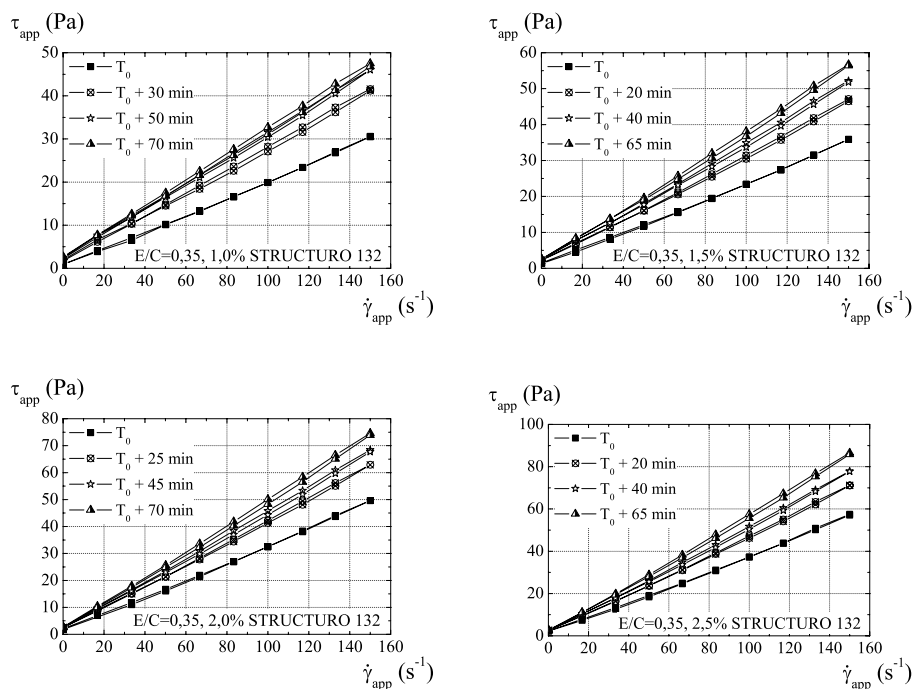 τapp (Pa)
50
40
30
20
10
0
T0
T0 + 30 min
T0 + 50 min
T0 + 70 min
E/C=0,35, 1,0% STRUCTURO 132
0 20 40 60 80 100 120 140 160
γ̇app (s-1)
τapp (Pa)
60
50
40
30
20
10
0
T0
T0 + 20 min
T0 + 40 min
T0 + 65 min
E/C=0,35, 1,5% STRUCTURO 132
0 20 40 60 80 100 120 140 160
γ̇app (s-1)
τapp (Pa)
80
70
60
50
40
30
20
10
0
T0
T0 + 25 min
T0 + 45 min
T0 + 70 min
E/C=0,35, 2,0% STRUCTURO 132
0 20 40 60 80 100 120 140 160
γ̇app (s-1)
τapp (Pa)
100
80
60
40
20
0
T0
T0 + 20 min
T0 + 40 min
T0 + 65 min
E/C=0,35, 2,5% STRUCTURO 132
0 20 40 60 80 100 120 140 160
γ̇app (s-1)